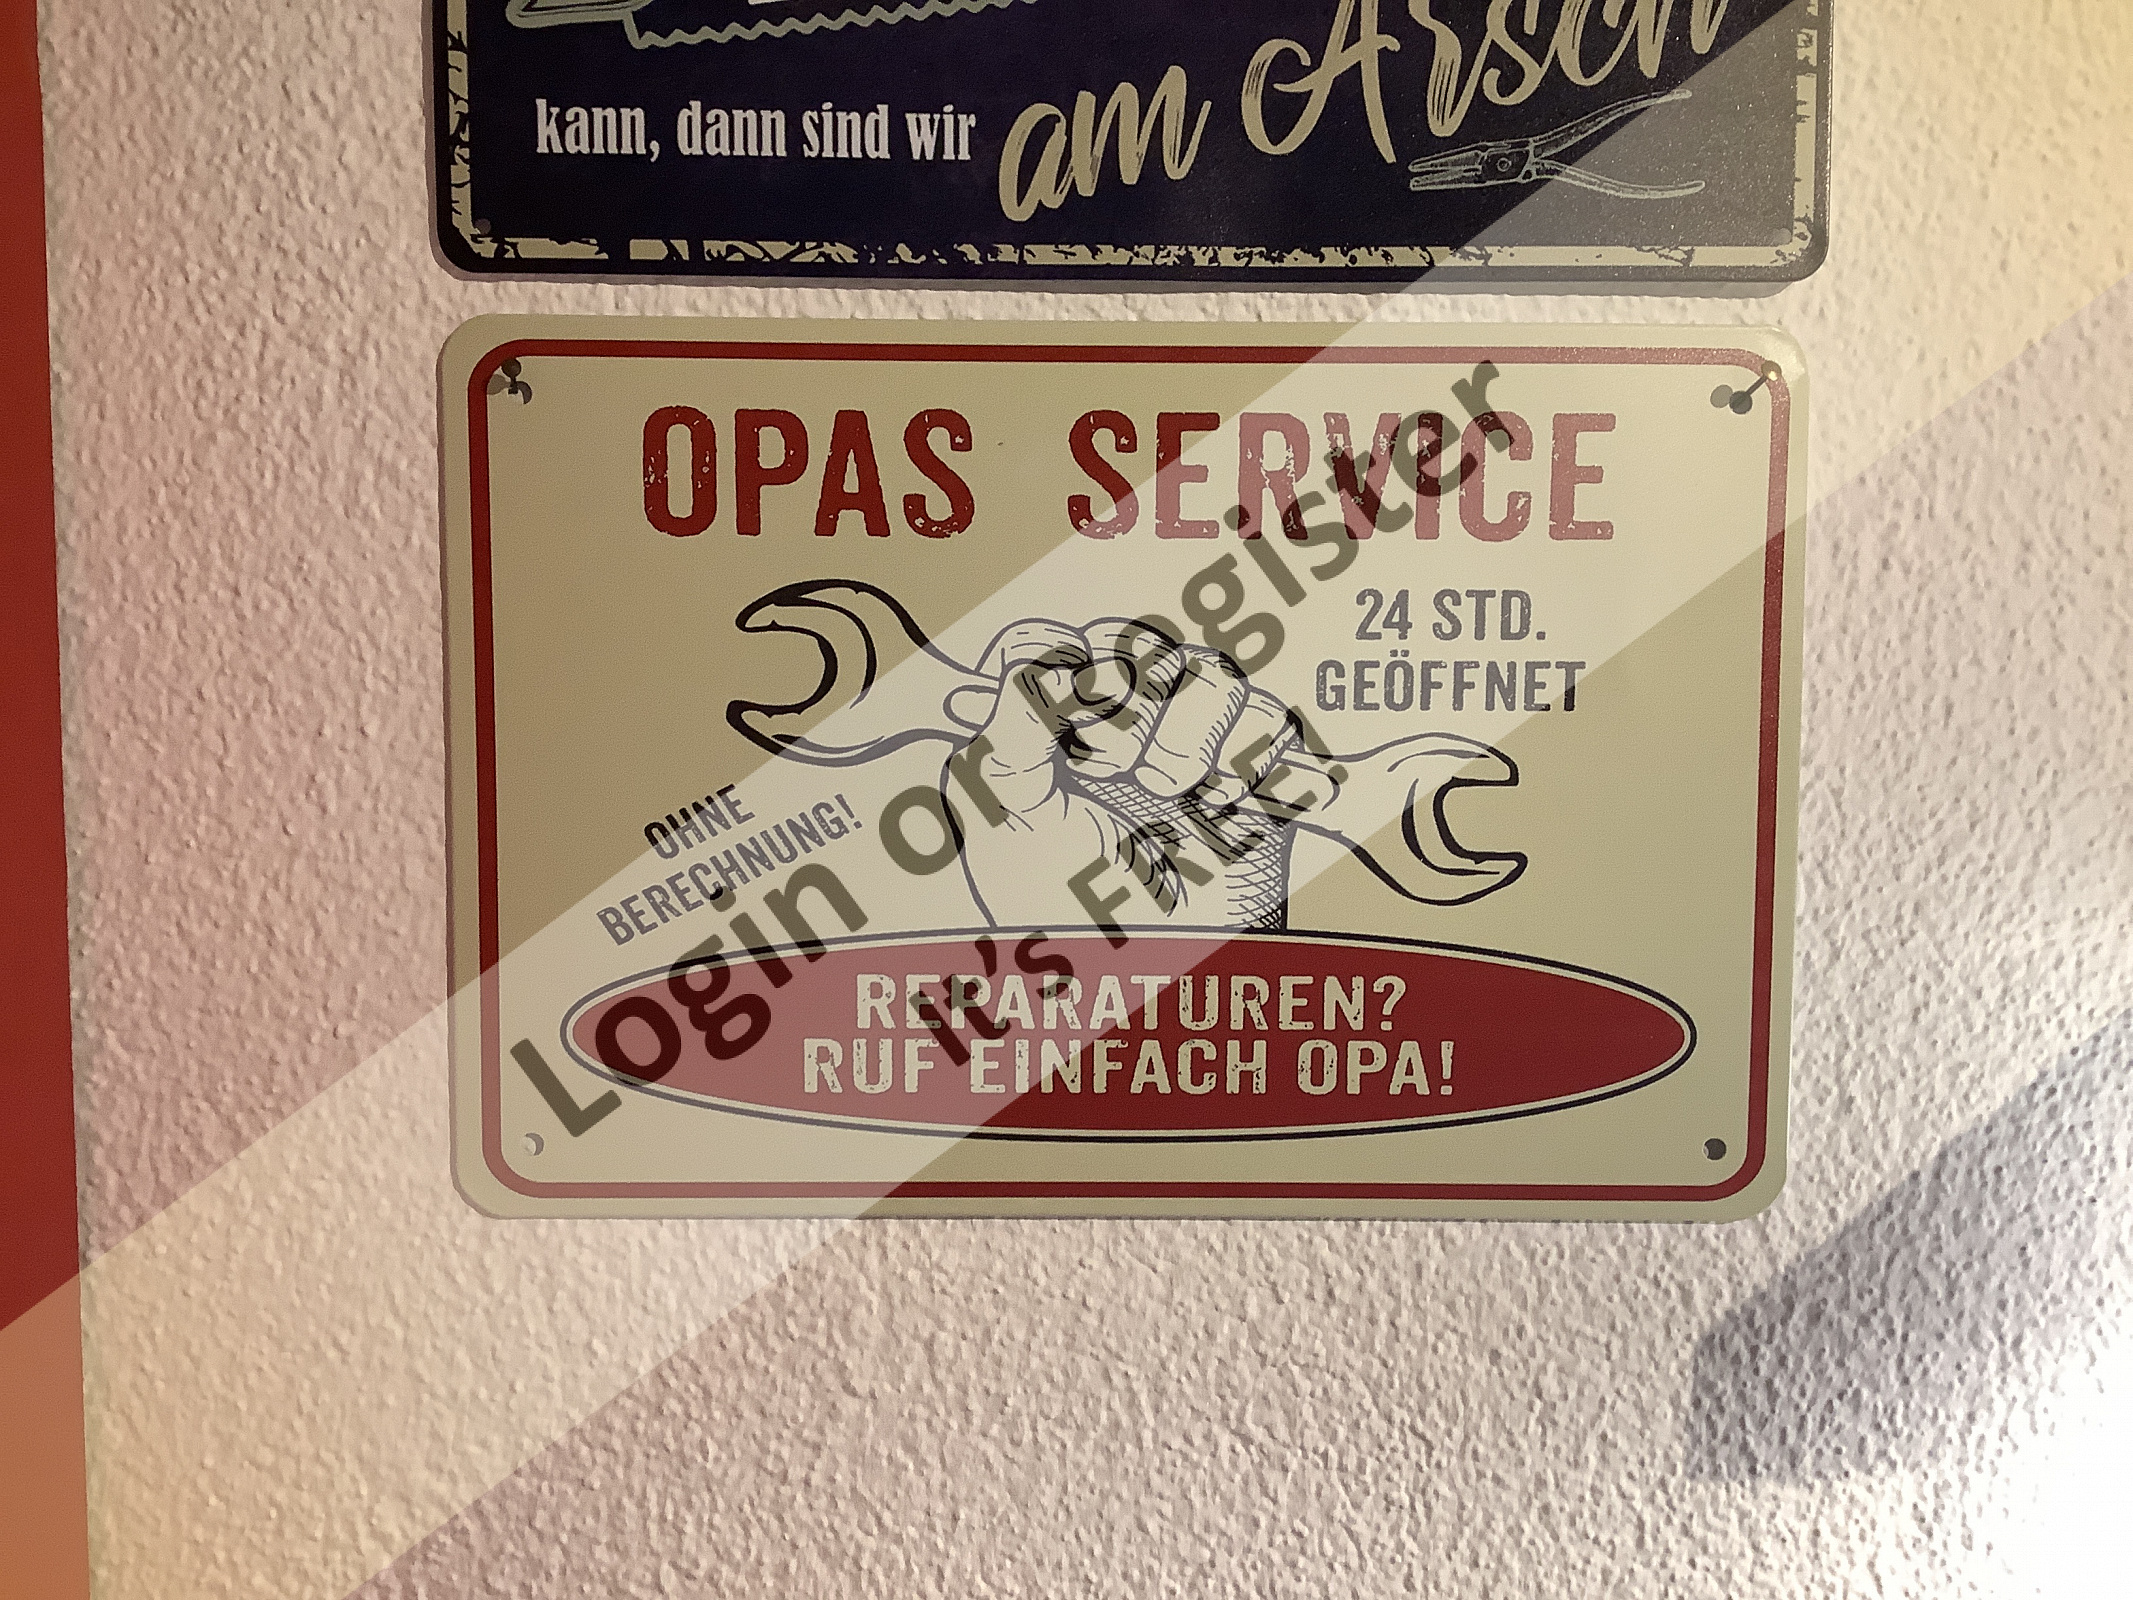 kann, dann sind wir am Arsch
OPAS SERVICE
24 STD.
GEÖFFNET
OHNE
BERECHNUNG!
REPARATUREN?
RUF EINFACH OPA!
Login or Register
It's FREE!